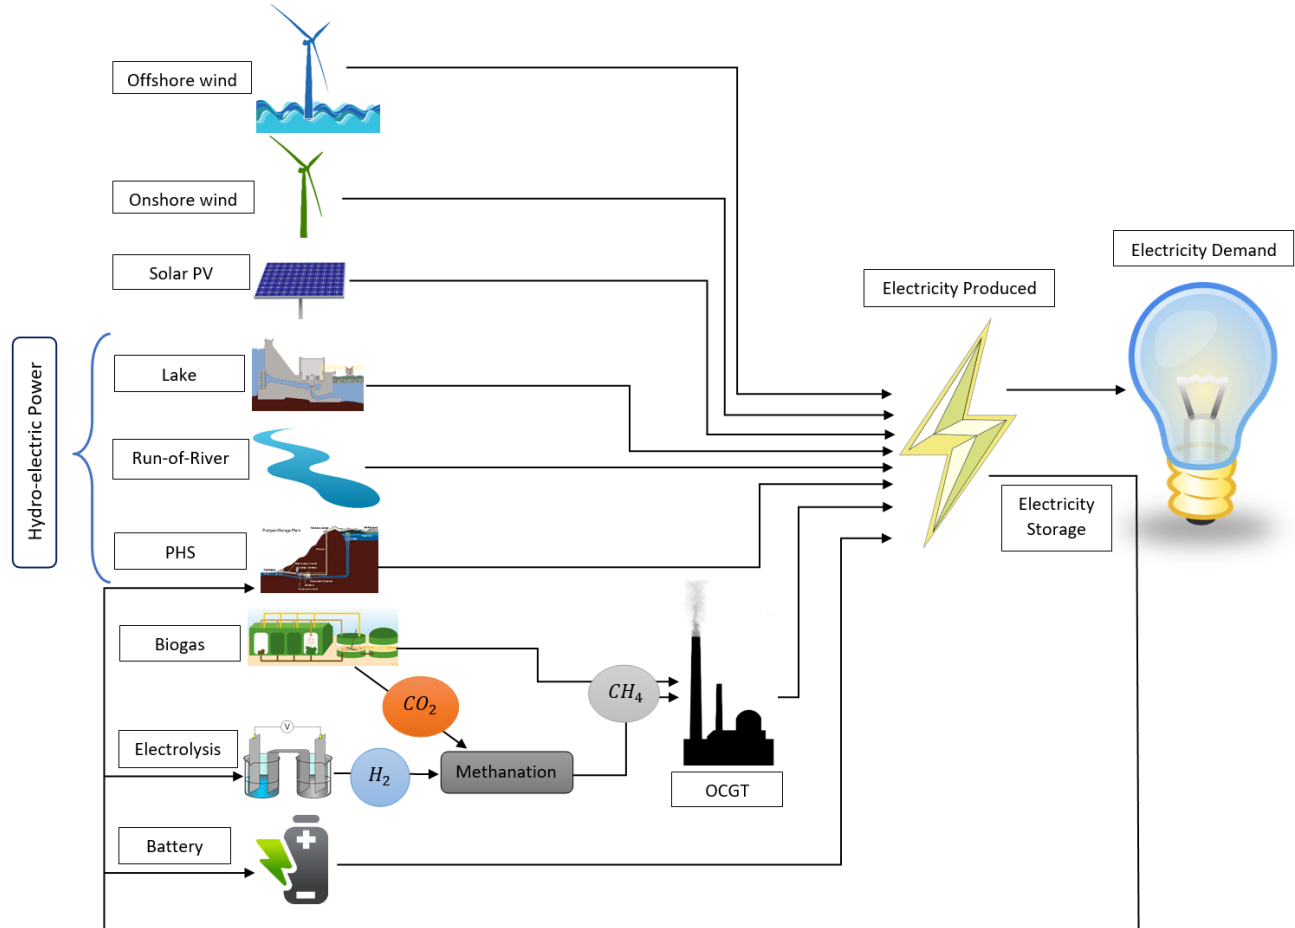 Offshore wind
Onshore wind
Solar PV
Electricity Demand
Electricity Produced
Hydro-electric Power
Lake
Run-of-River
PHS
Electricity
Storage
Biogas
CO2
CH4
Electrolysis
V
H2
Methanation
OCGT
Battery